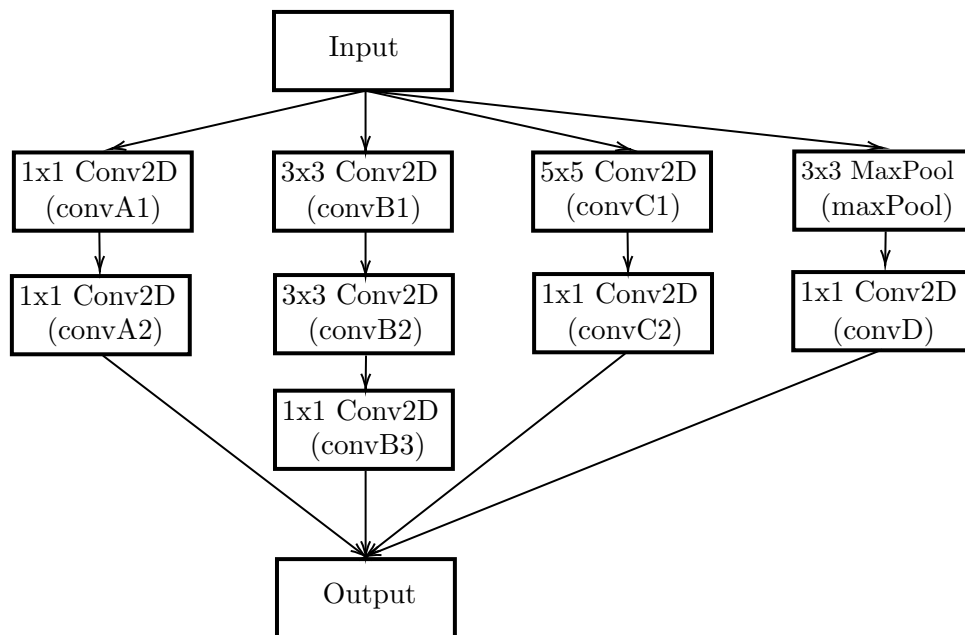 Input
1x1 Conv2D
(convA1)
3x3 Conv2D
(convB1)
5x5 Conv2D
(convC1)
3x3 MaxPool
(maxPool)
1x1 Conv2D
(convA2)
3x3 Conv2D
(convB2)
1x1 Conv2D
(convC2)
1x1 Conv2D
(convD)
1x1 Conv2D
(convB3)
Output